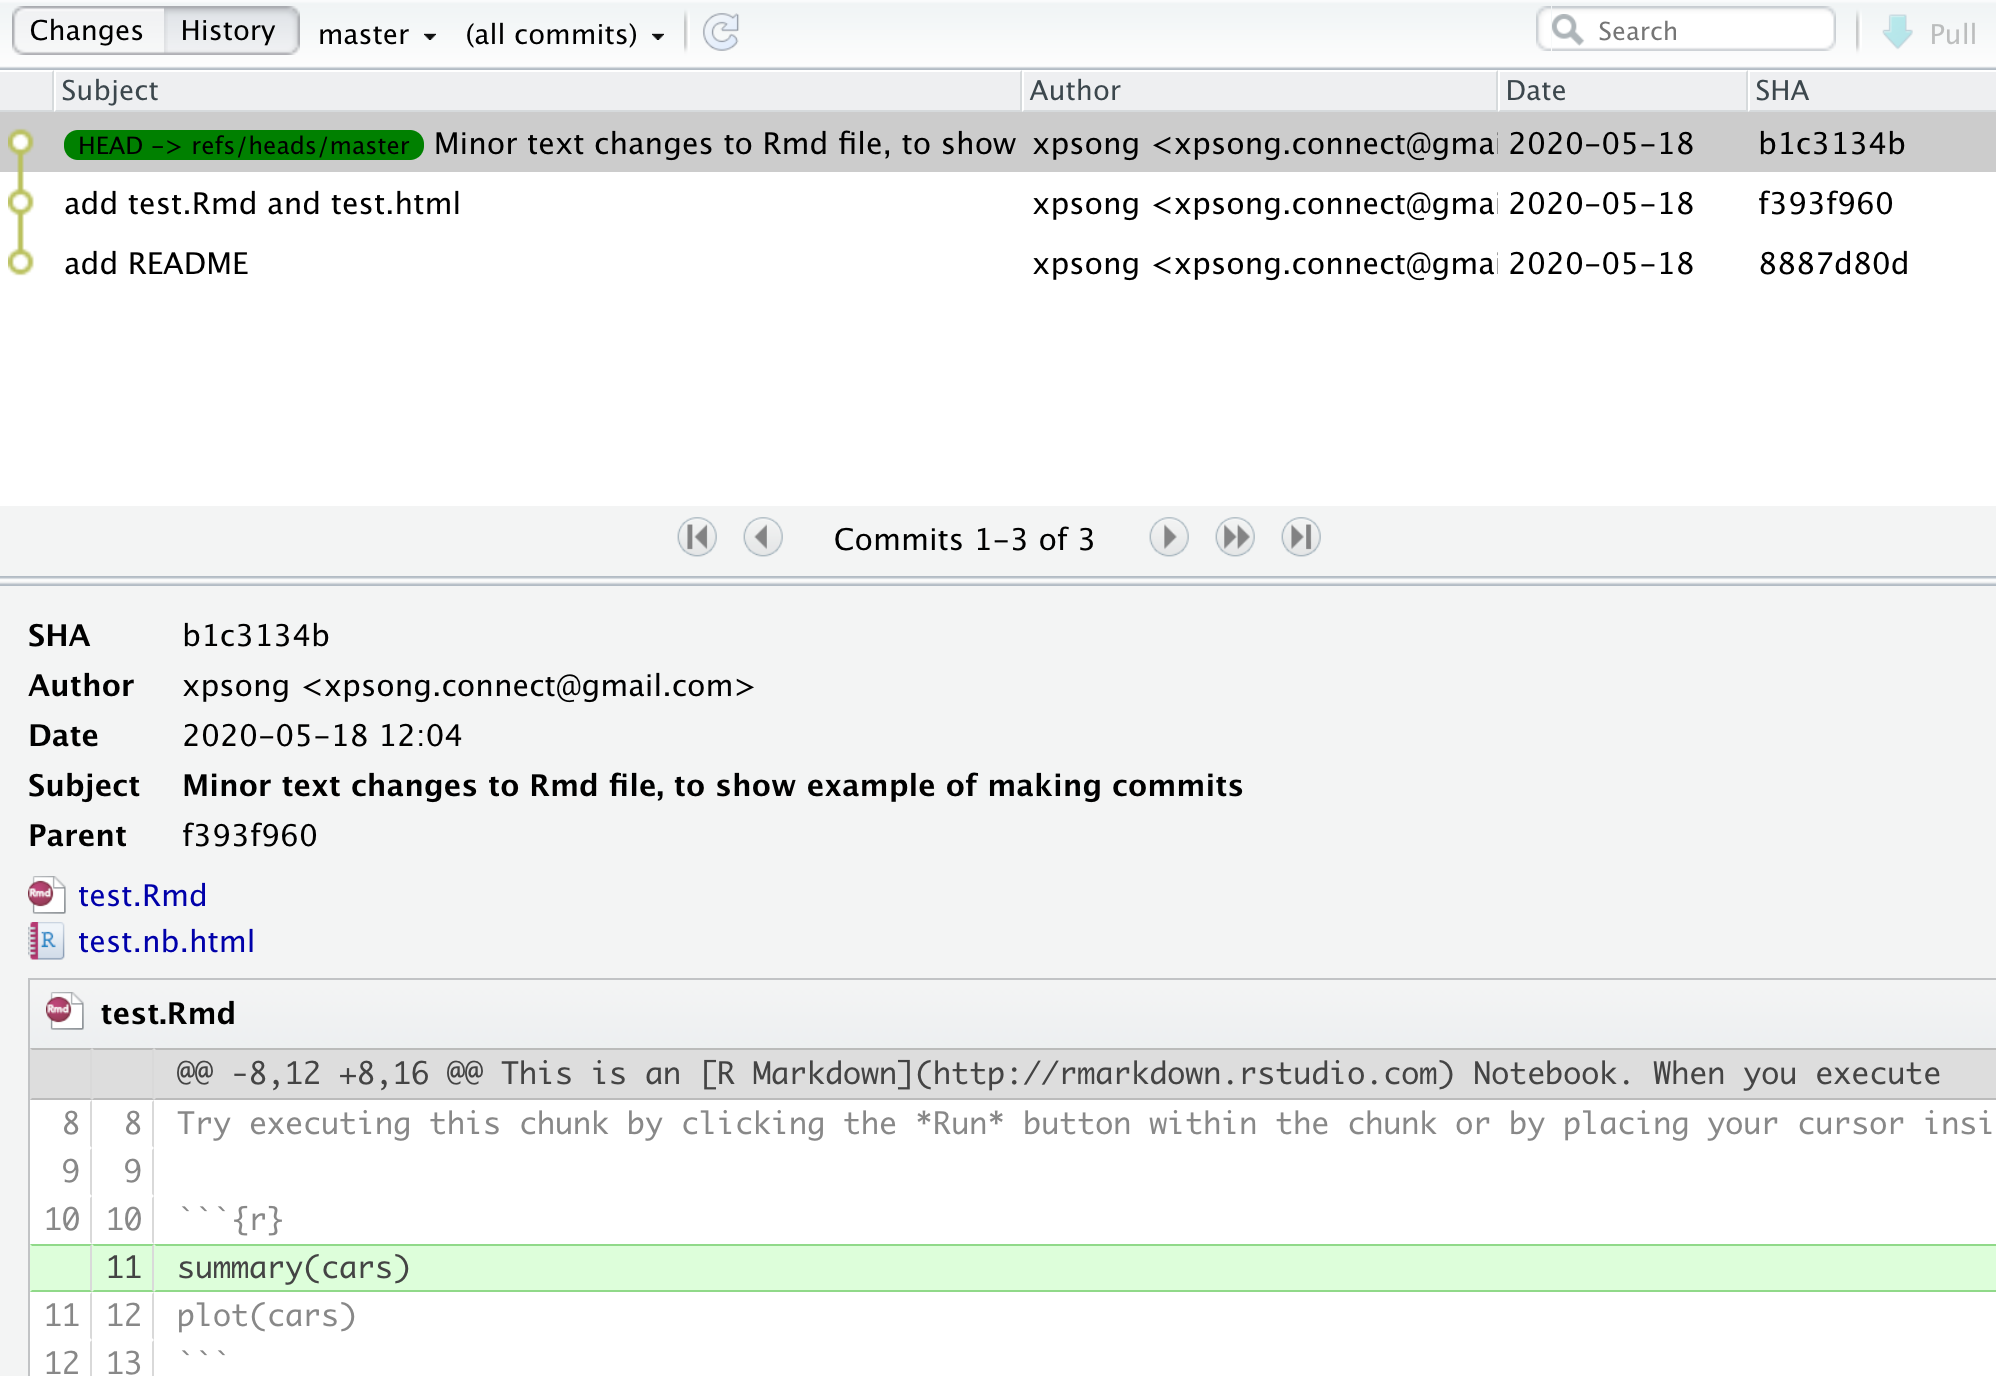 Changes History master (all commits) Search Pull
Subject Author Date SHA
HEAD -> refs/heads/master Minor text changes to Rmd file, to show xpsong <xpsong.connect@gmai 2020-05-18 b1c3134b
add test.Rmd and test.html xpsong <xpsong.connect@gmai 2020-05-18 f393f960
add README xpsong <xpsong.connect@gmai 2020-05-18 8887d80d
Commits 1-3 of 3
SHA b1c3134b
Author xpsong <xpsong.connect@gmail.com>
Date 2020-05-18 12:04
Subject Minor text changes to Rmd file, to show example of making commits
Parent f393f960
Rmd test.Rmd
R test.nb.html
Rmd test.Rmd
@@ -8,12 +8,16 @@ This is an [R Markdown](http://rmarkdown.rstudio.com) Notebook. When you execute
8 8 Try executing this chunk by clicking the *Run* button within the chunk or by placing your cursor insi
9 9
10 10 ```{r}
11 summary(cars)
11 12 plot(cars)
12 13 ```